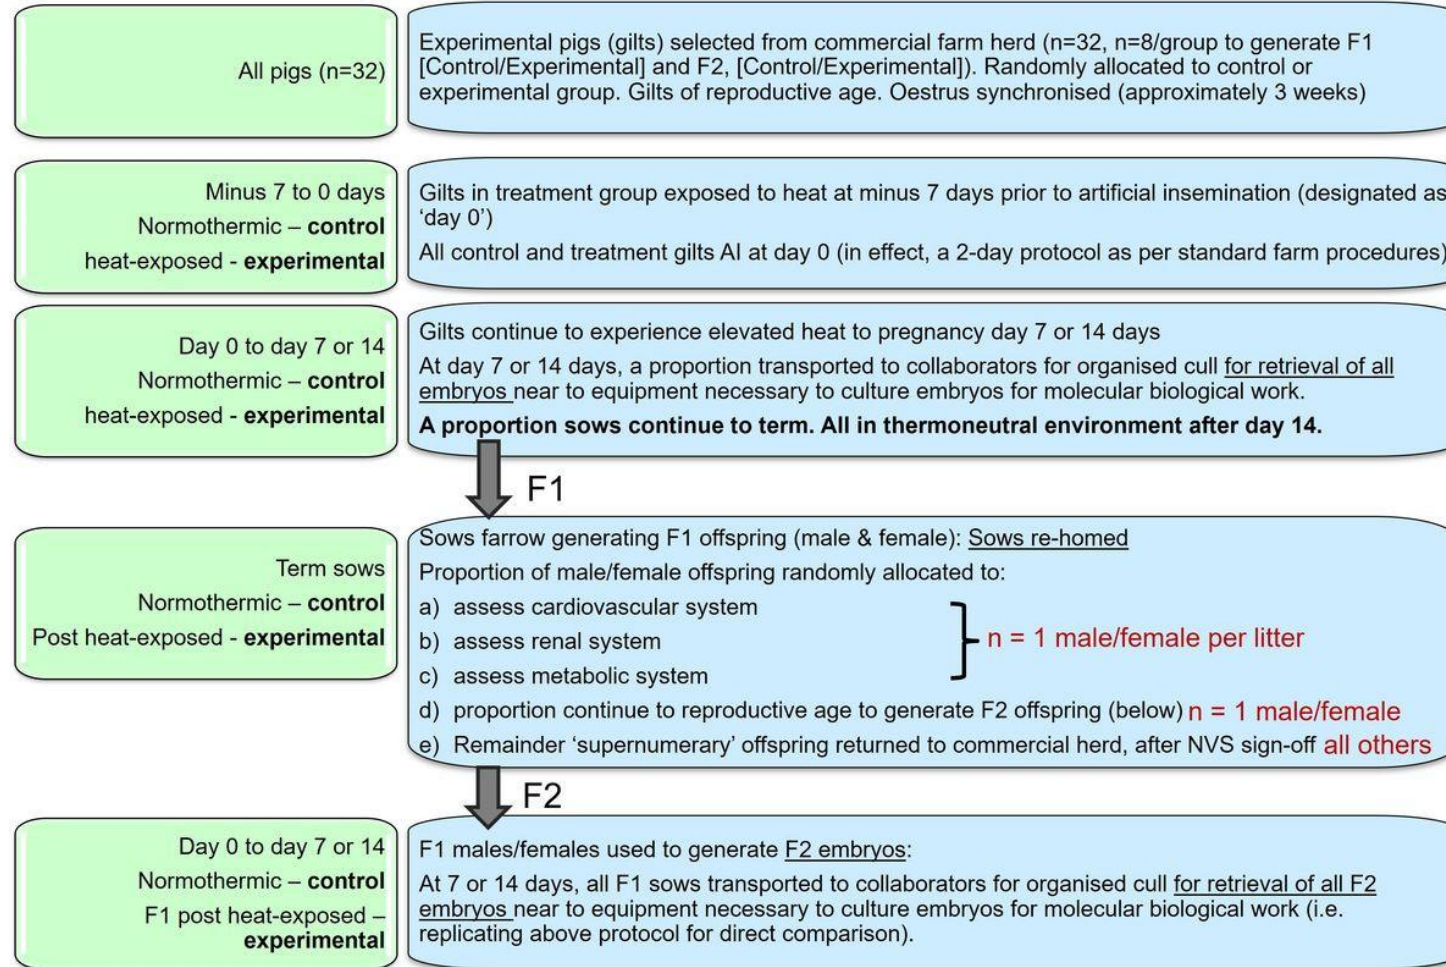 All pigs (n=32)
Experimental pigs (gilts) selected from commercial farm herd (n=32, n=8/group to generate F1
[Control/Experimental] and F2, [Control/Experimental]). Randomly allocated to control or
experimental group. Gilts of reproductive age. Oestrus synchronised (approximately 3 weeks)
Minus 7 to 0 days
Normothermic – control
heat-exposed - experimental
Gilts in treatment group exposed to heat at minus 7 days prior to artificial insemination (designated as
‘day 0’)
All control and treatment gilts AI at day 0 (in effect, a 2-day protocol as per standard farm procedures)
Day 0 to day 7 or 14
Normothermic – control
heat-exposed - experimental
Gilts continue to experience elevated heat to pregnancy day 7 or 14 days
At day 7 or 14 days, a proportion transported to collaborators for organised cull for retrieval of all
embryos near to equipment necessary to culture embryos for molecular biological work.
A proportion sows continue to term. All in thermoneutral environment after day 14.
F1
Term sows
Normothermic – control
Post heat-exposed - experimental
Sows farrow generating F1 offspring (male & female): Sows re-homed
Proportion of male/female offspring randomly allocated to:
a) assess cardiovascular system
b) assess renal system
c) assess metabolic system
n = 1 male/female per litter
d) proportion continue to reproductive age to generate F2 offspring (below) n = 1 male/female
e) Remainder ‘supernumerary’ offspring returned to commercial herd, after NVS sign-off all others
F2
Day 0 to day 7 or 14
Normothermic – control
F1 post heat-exposed –
experimental
F1 males/females used to generate F2 embryos:
At 7 or 14 days, all F1 sows transported to collaborators for organised cull for retrieval of all F2
embryos near to equipment necessary to culture embryos for molecular biological work (i.e.
replicating above protocol for direct comparison).